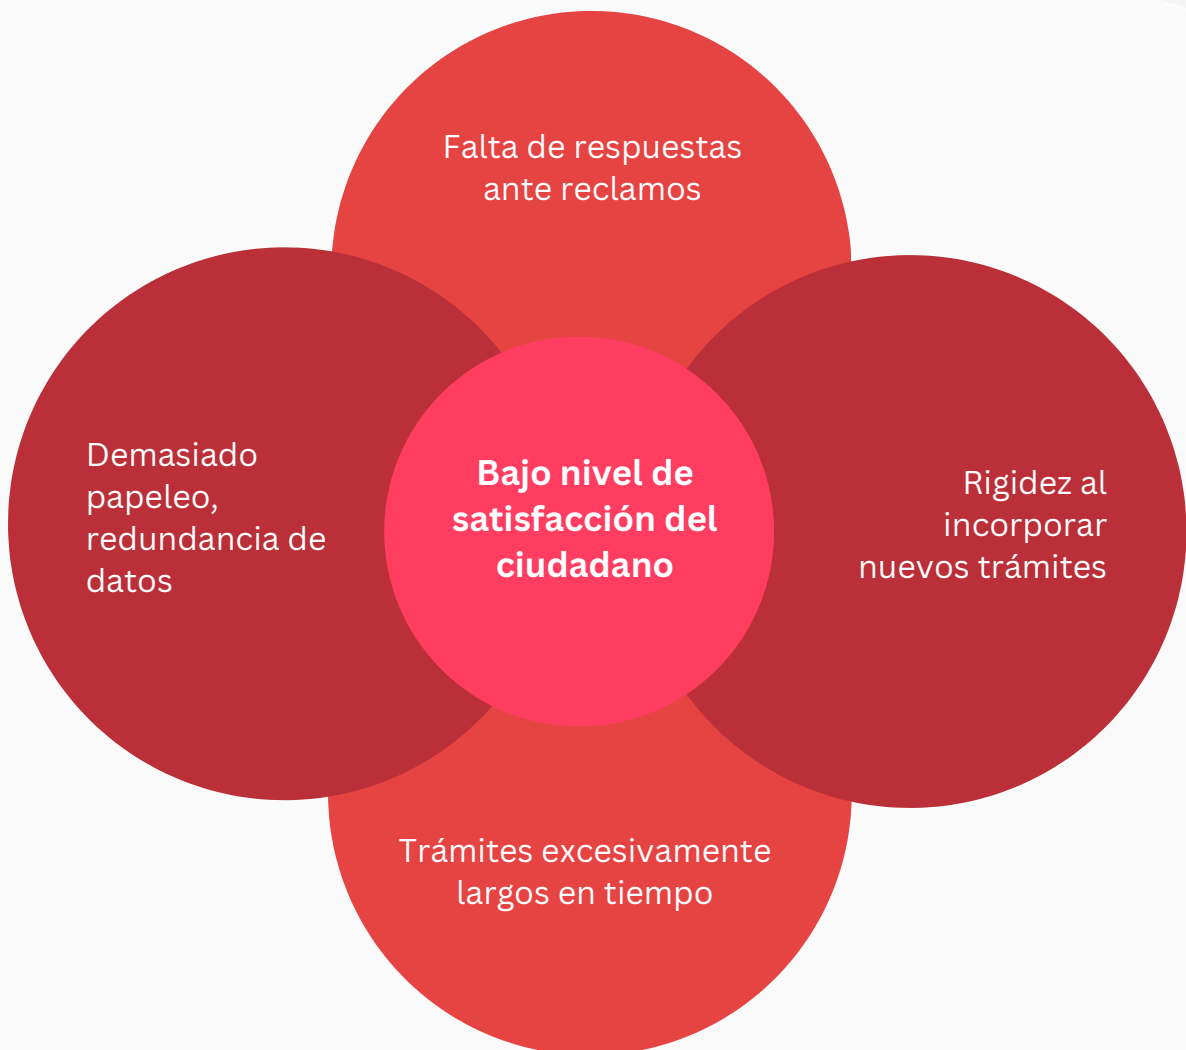 Falta de respuestas
ante reclamos
Demasiado
papeleo,
redundancia de
datos
Bajo nivel de
satisfacción del
ciudadano
Rigidez al
incorporar
nuevos trámites
Trámites excesivamente
largos en tiempo